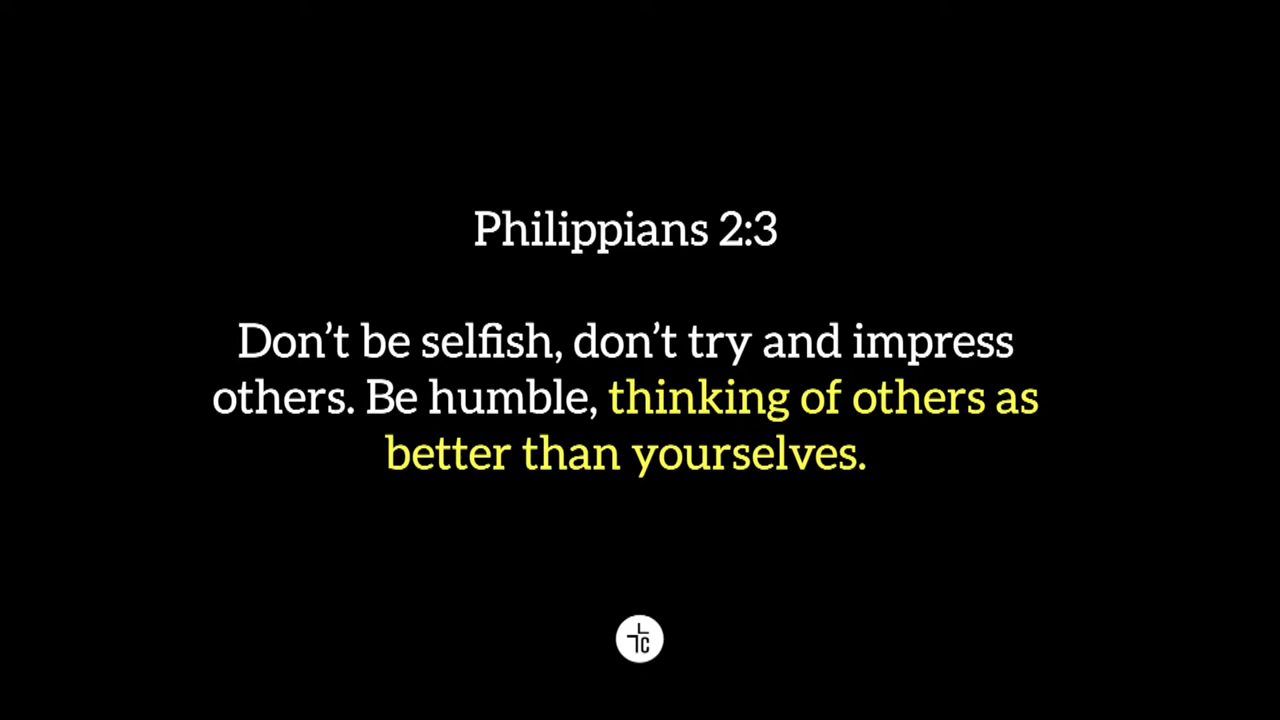 Philippians 2:3
Don’t be selfish, don’t try and impress
others. Be humble, thinking of others as
better than yourselves.
TLC